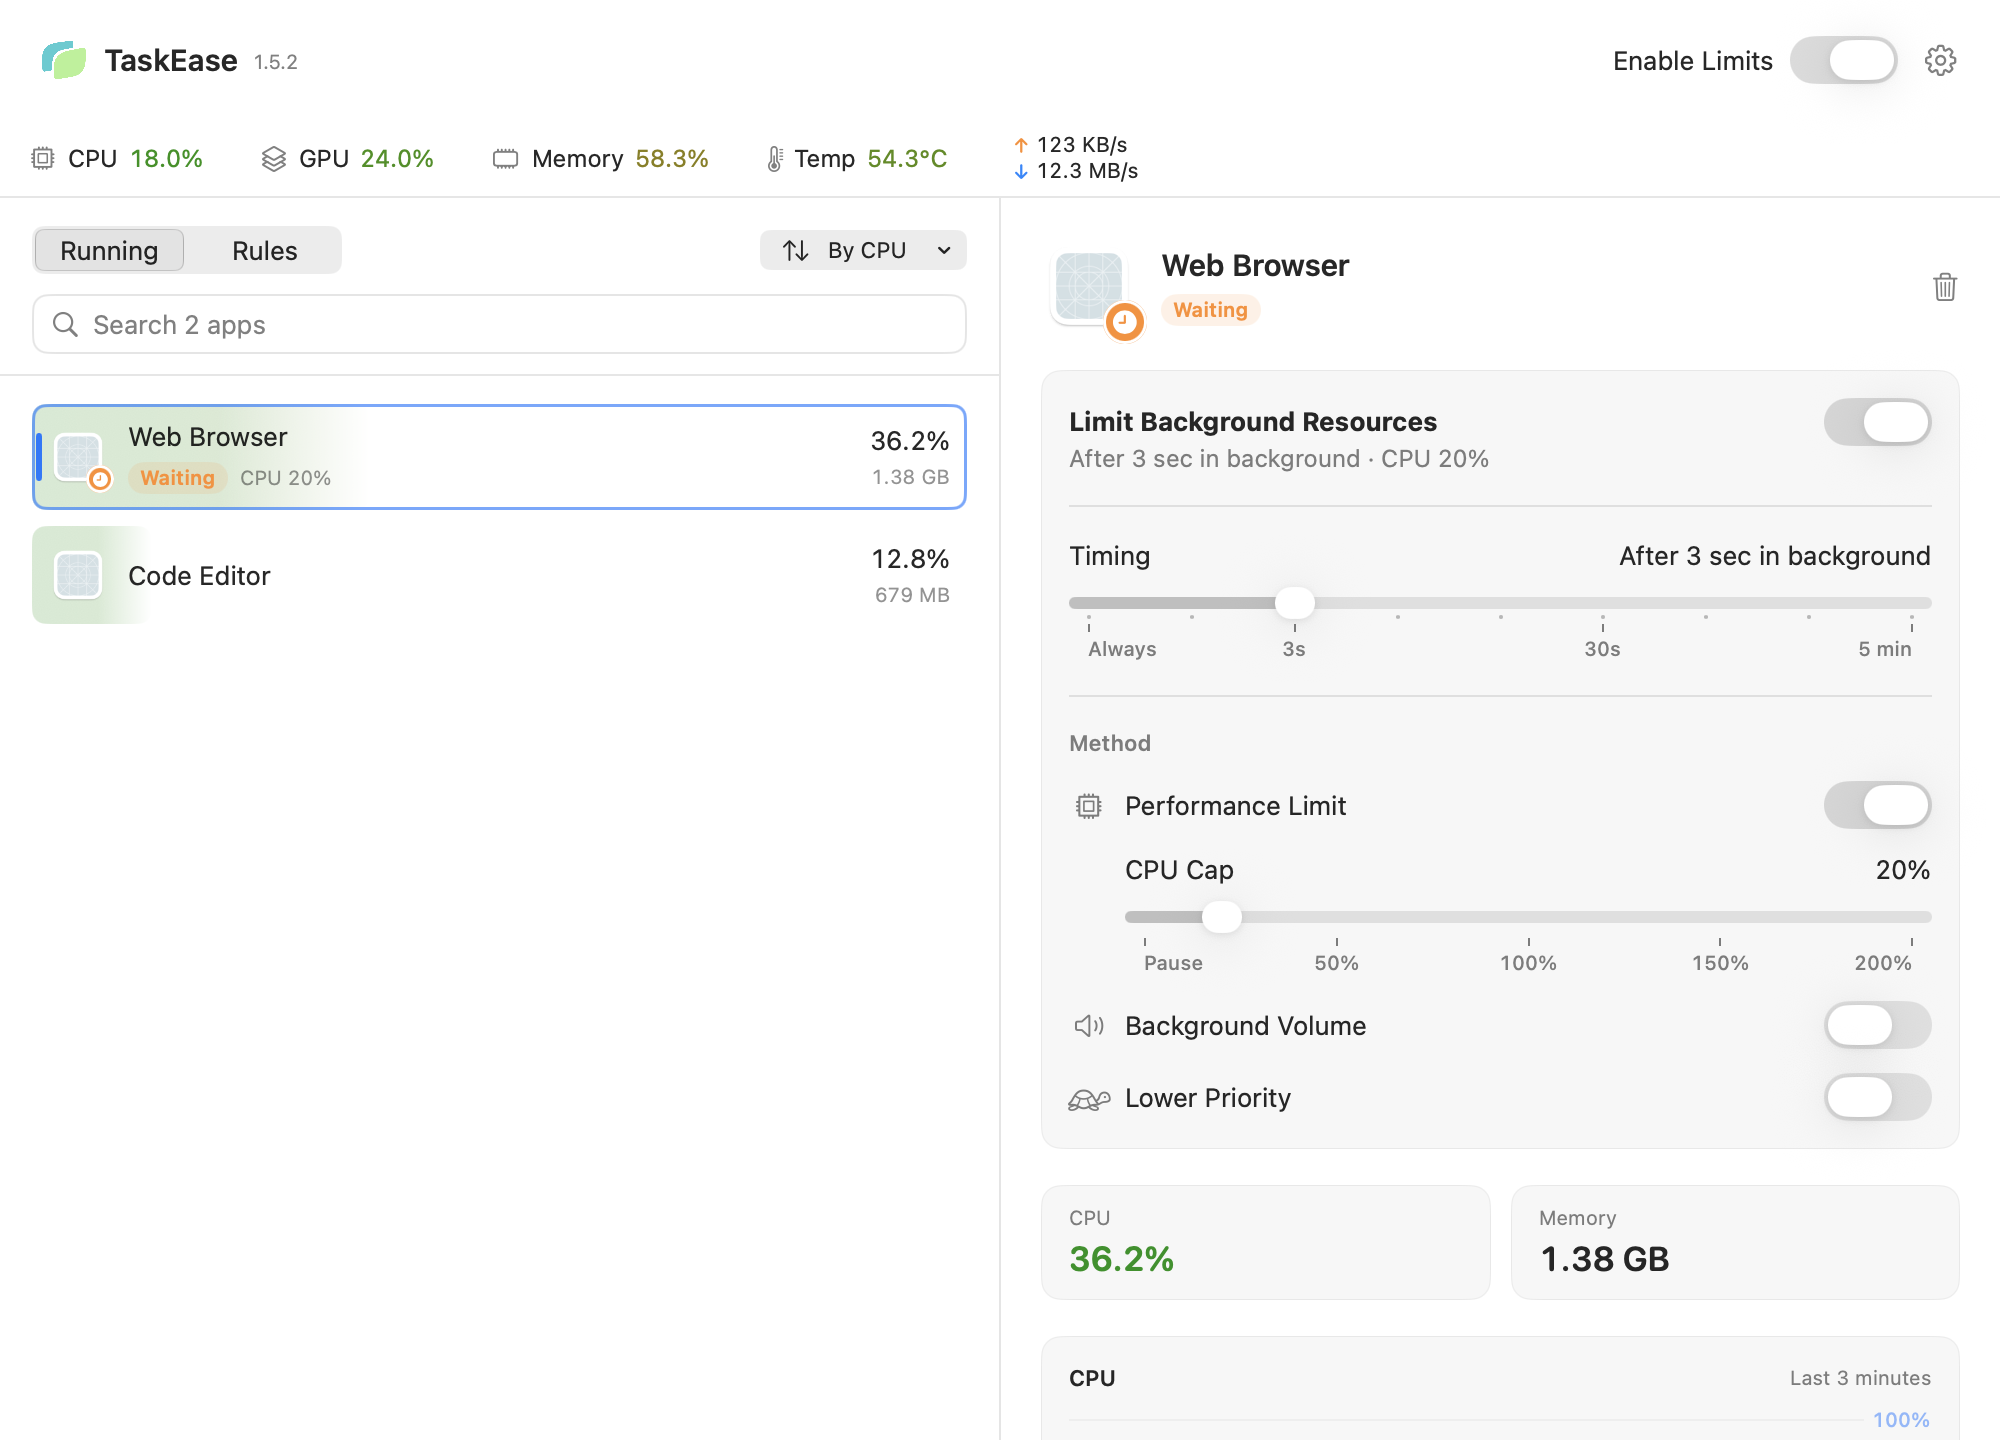 TaskEase 1.5.2
Enable Limits
CPU 18.0%
GPU 24.0%
Memory 58.3%
Temp 54.3°C
↑ 123 KB/s
↓ 12.3 MB/s
Running
Rules
By CPU
Search 2 apps
Web Browser
36.2%
Waiting
CPU 20%
1.38 GB
Code Editor
12.8%
679 MB
Web Browser
Waiting
Limit Background Resources
After 3 sec in background · CPU 20%
Timing
After 3 sec in background
Always 3s 30s 5 min
Method
Performance Limit
CPU Cap
20%
Pause 50% 100% 150% 200%
Background Volume
Lower Priority
CPU
36.2%
Memory
1.38 GB
CPU
Last 3 minutes
100%